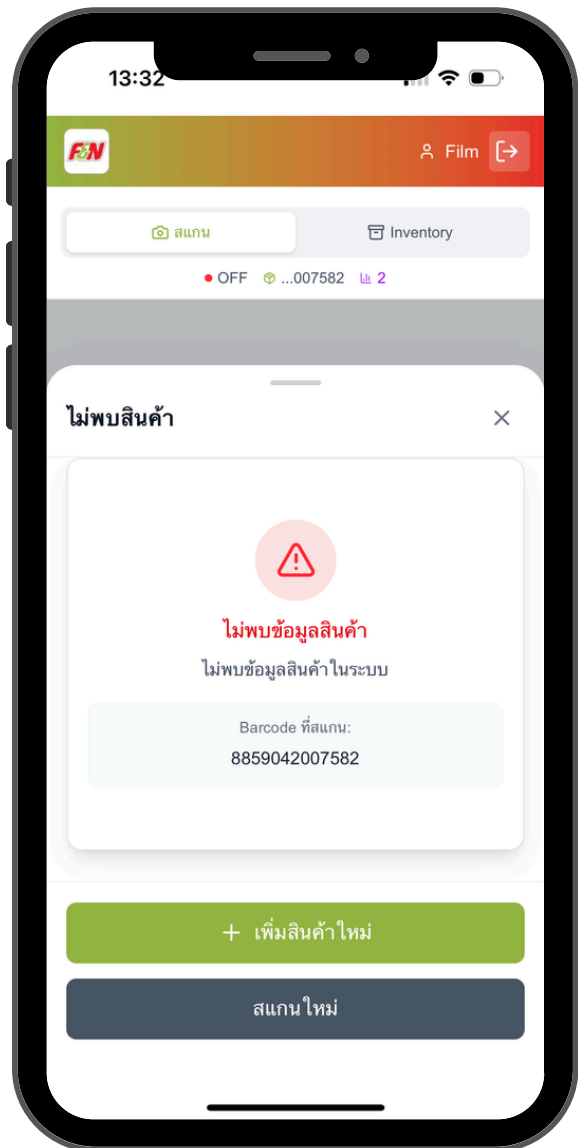 13:32
F&N
Film
สแกน
Inventory
OFF ...007582 2
ไม่พบสินค้า
ไม่พบข้อมูลสินค้า
ไม่พบข้อมูลสินค้าในระบบ
Barcode ที่สแกน:
8859042007582
+ เพิ่มสินค้าใหม่
สแกนใหม่